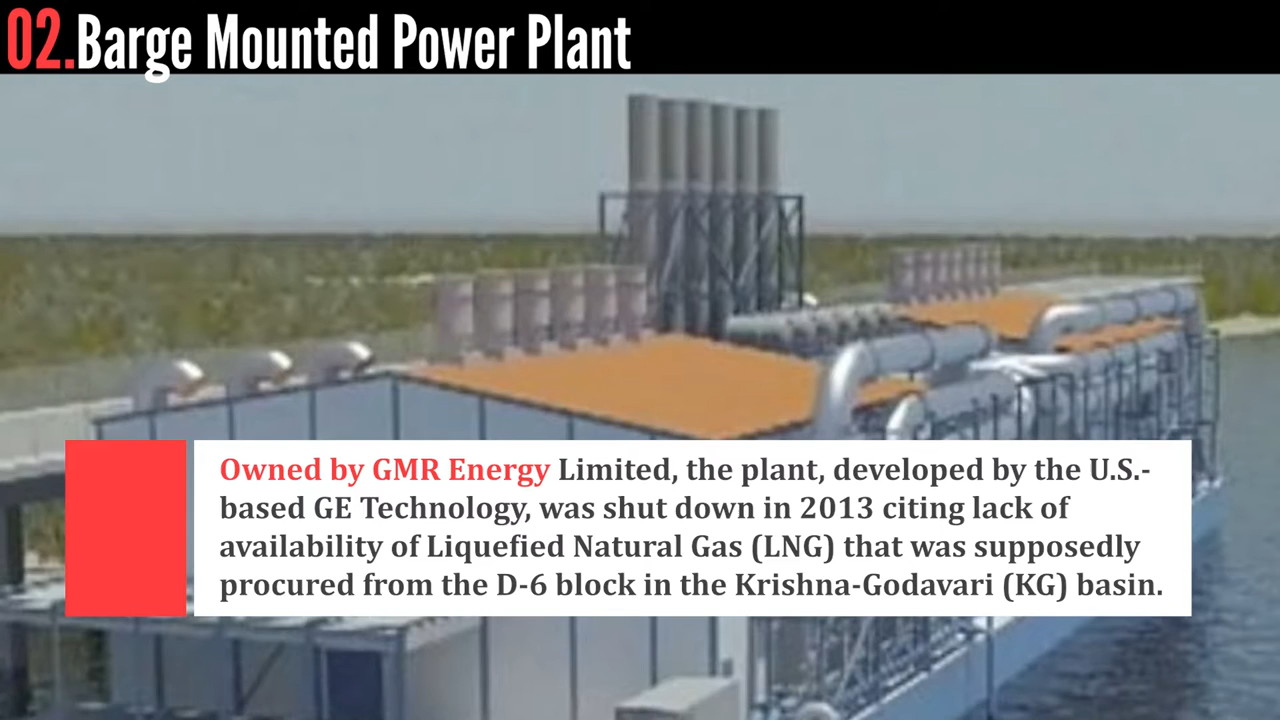 02.Barge Mounted Power Plant
Owned by GMR Energy Limited, the plant, developed by the U.S.-
based GE Technology, was shut down in 2013 citing lack of
availability of Liquefied Natural Gas (LNG) that was supposedly
procured from the D-6 block in the Krishna-Godavari (KG) basin.